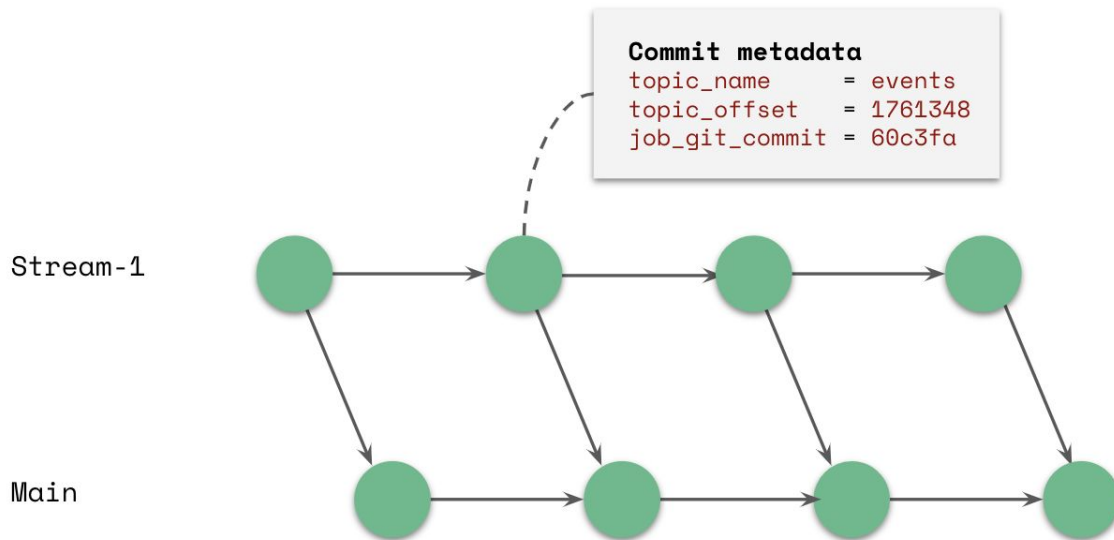 Commit metadata
topic_name = events
topic_offset = 1761348
job_git_commit = 60c3fa
Stream-1
Main